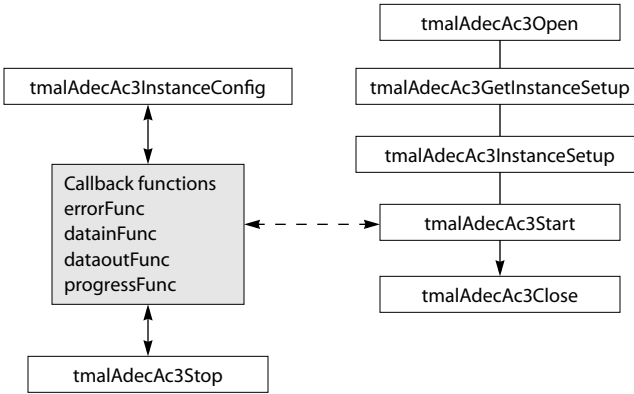 tmalAdecAc3Open
tmalAdecAc3InstanceConfig
tmalAdecAc3GetInstanceSetup
tmalAdecAc3InstanceSetup
Callback functions
errorFunc
datainFunc
dataoutFunc
progressFunc
tmalAdecAc3Start
tmalAdecAc3Close
tmalAdecAc3Stop